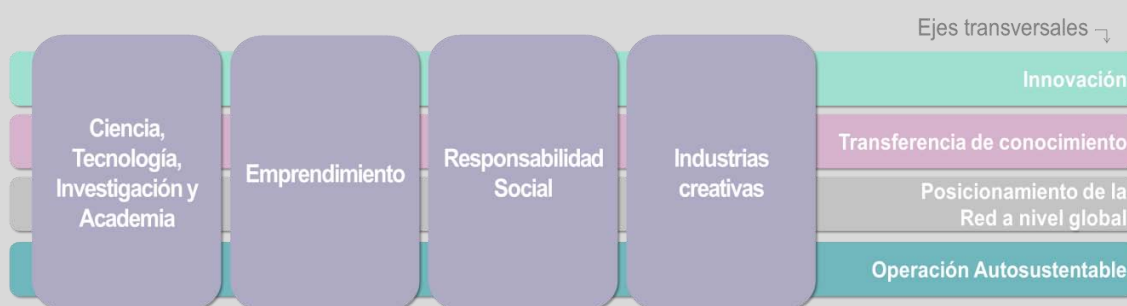 Ejes transversales
Ciencia,
Tecnología,
Investigación y
Academia
Emprendimiento
Responsabilidad
Social
Industrias
creativas
Innovación
Transferencia de conocimiento
Posicionamiento de la
Red a nivel global
Operación Autosustentable